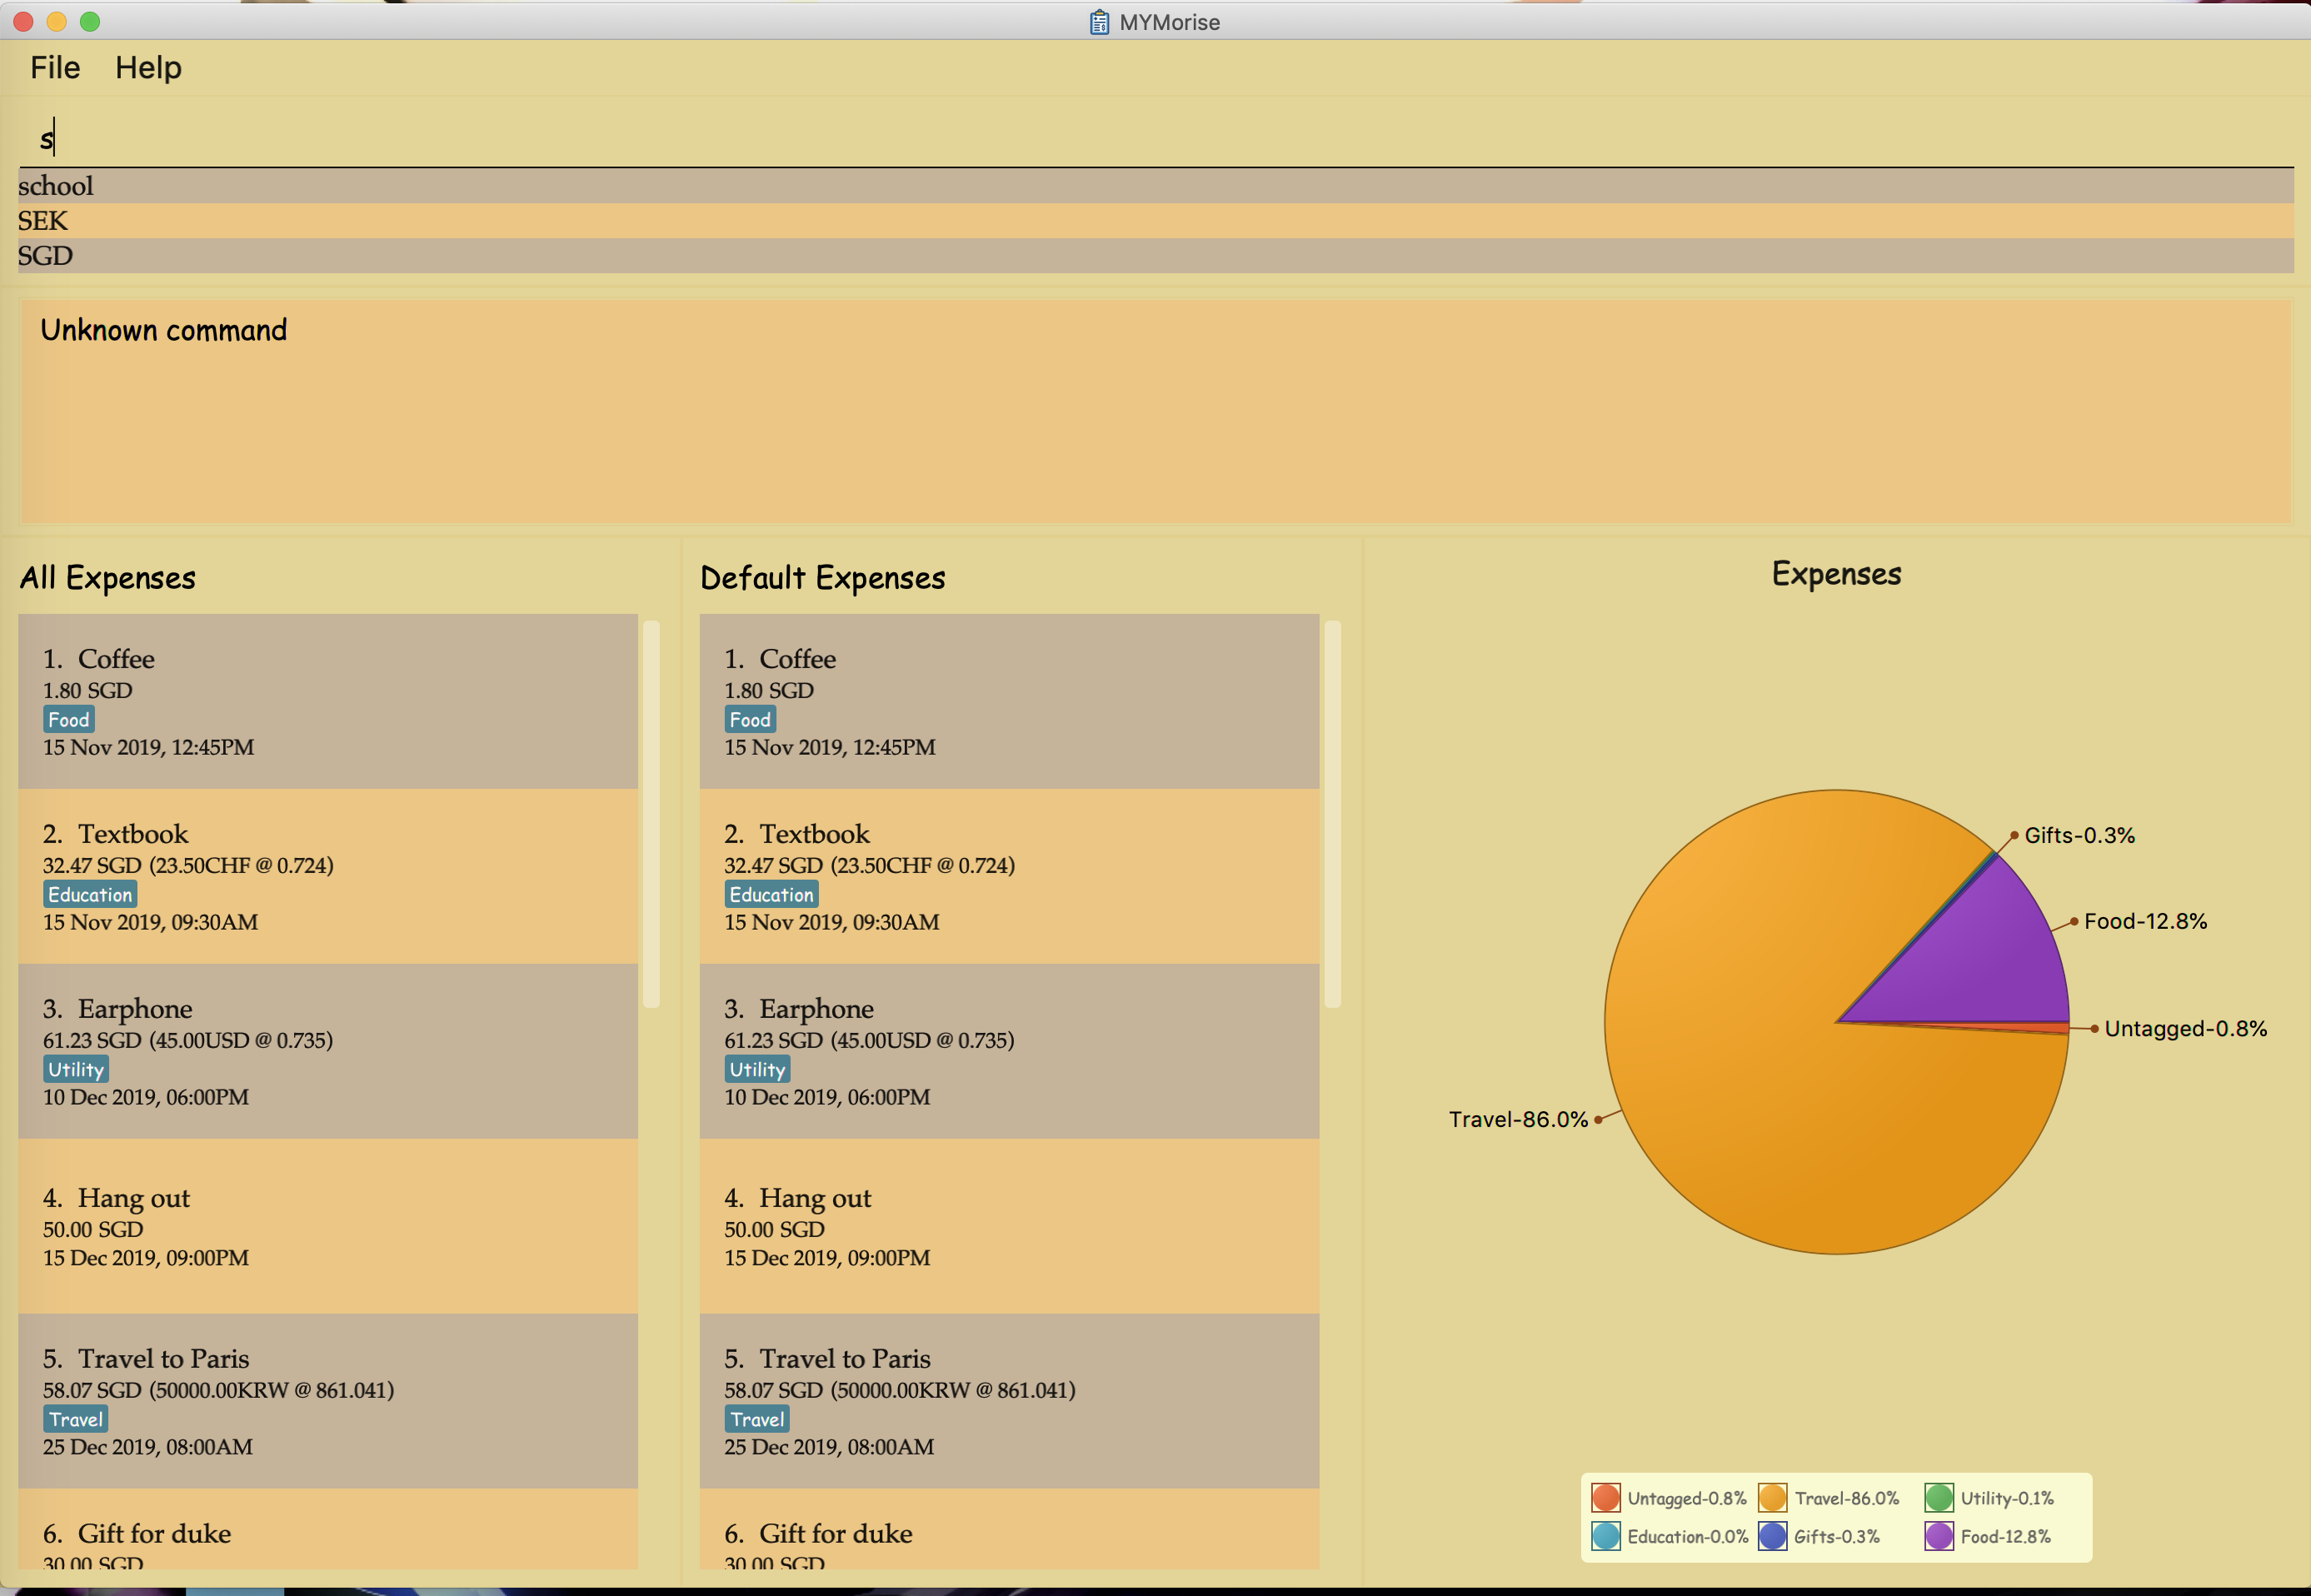 MYMorise
File Help
s
school
SEK
SGD
Unknown command
All Expenses
1. Coffee
1.80 SGD
Food
15 Nov 2019, 12:45PM
2. Textbook
32.47 SGD (23.50CHF @ 0.724)
Education
15 Nov 2019, 09:30AM
3. Earphone
61.23 SGD (45.00USD @ 0.735)
Utility
10 Dec 2019, 06:00PM
4. Hang out
50.00 SGD
15 Dec 2019, 09:00PM
5. Travel to Paris
58.07 SGD (50000.00KRW @ 861.041)
Travel
25 Dec 2019, 08:00AM
6. Gift for duke
30.00 SGD
Default Expenses
1. Coffee
1.80 SGD
Food
15 Nov 2019, 12:45PM
2. Textbook
32.47 SGD (23.50CHF @ 0.724)
Education
15 Nov 2019, 09:30AM
3. Earphone
61.23 SGD (45.00USD @ 0.735)
Utility
10 Dec 2019, 06:00PM
4. Hang out
50.00 SGD
15 Dec 2019, 09:00PM
5. Travel to Paris
58.07 SGD (50000.00KRW @ 861.041)
Travel
25 Dec 2019, 08:00AM
6. Gift for duke
30.00 SGD
Expenses
Gifts-0.3%
Food-12.8%
Untagged-0.8%
Travel-86.0%
Untagged-0.8% Travel-86.0% Utility-0.1%
Education-0.0% Gifts-0.3% Food-12.8%